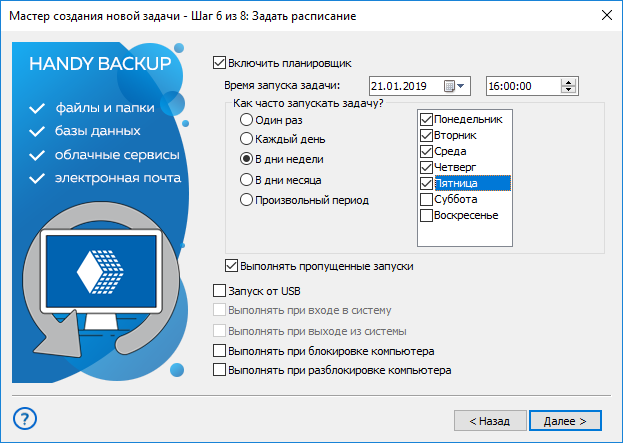 Мастер создания новой задачи - Шаг 6 из 8: Задать расписание
HANDY BACKUP
файлы и папки
базы данных
облачные сервисы
электронная почта
Включить планировщик
Время запуска задачи: 21.01.2019 16:00:00
Как часто запускать задачу?
Один раз
Каждый день
В дни недели
В дни месяца
Произвольный период
Понедельник
Вторник
Среда
Четверг
Пятница
Суббота
Воскресенье
Выполнять пропущенные запуски
Запуск от USB
Выполнять при входе в систему
Выполнять при выходе из системы
Выполнять при блокировке компьютера
Выполнять при разблокировке компьютера
?
< Назад
Далее >